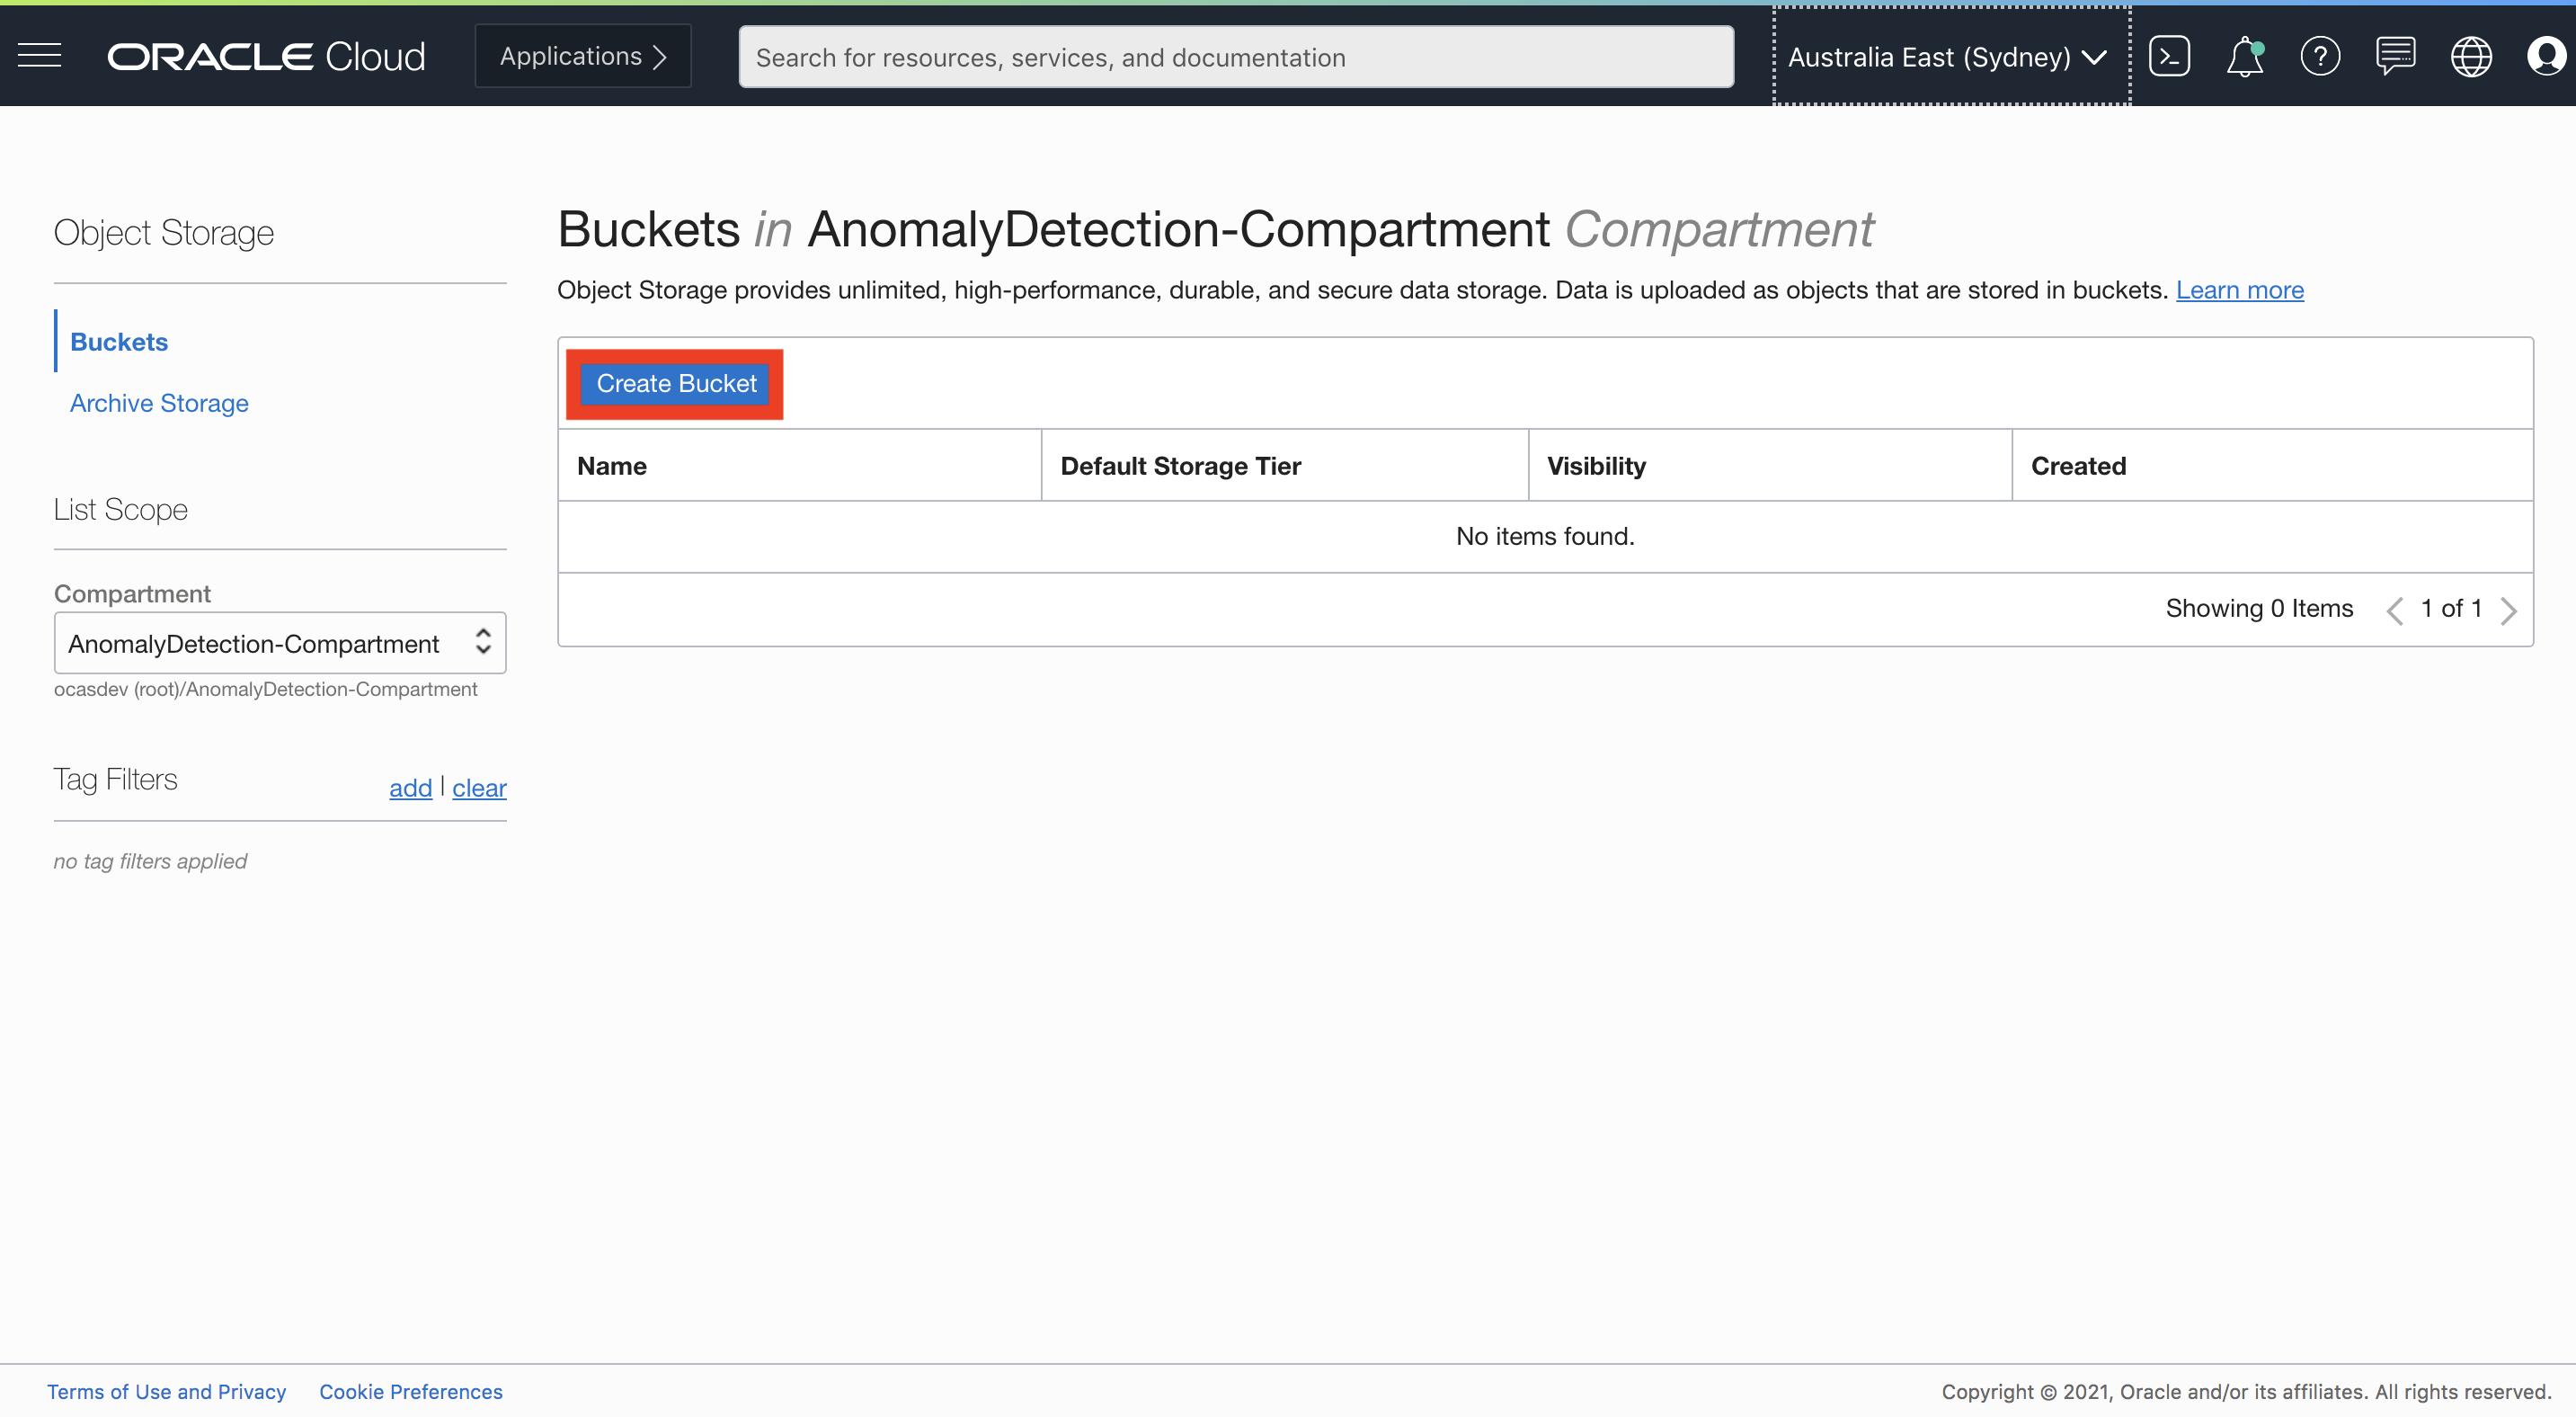 ORACLE Cloud
Applications
Search for resources, services, and documentation
Australia East (Sydney)
Object Storage
Buckets
Archive Storage
List Scope
Compartment
AnomalyDetection-Compartment
ocasdev (root)/AnomalyDetection-Compartment
Tag Filters
add | clear
no tag filters applied
Buckets in AnomalyDetection-Compartment Compartment
Object Storage provides unlimited, high-performance, durable, and secure data storage. Data is uploaded as objects that are stored in buckets. Learn more
Create Bucket
Name Default Storage Tier Visibility Created
No items found.
Showing 0 Items 1 of 1
Terms of Use and Privacy Cookie Preferences
Copyright © 2021, Oracle and/or its affiliates. All rights reserved.